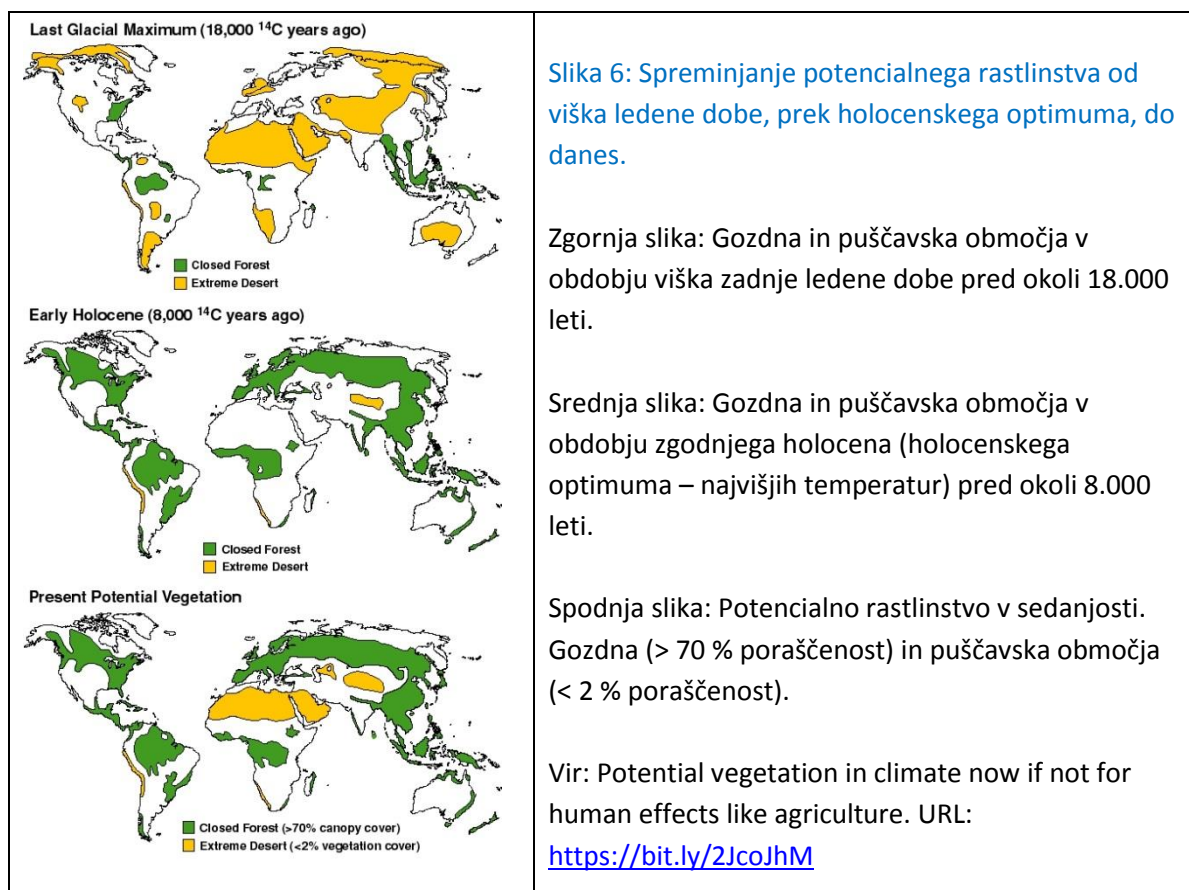 Last Glacial Maximum (18,000 ¹⁴C years ago)
Closed Forest
Extreme Desert
Early Holocene (8,000 ¹⁴C years ago)
Closed Forest
Extreme Desert
Present Potential Vegetation
Closed Forest (>70% canopy cover)
Extreme Desert (<2% vegetation cover)
Slika 6: Spreminjanje potencialnega rastlinstva od
viška ledene dobe, prek holocenskega optimuma, do
danes.
Zgornja slika: Gozdna in puščavska območja v
obdobju viška zadnje ledene dobe pred okoli 18.000
leti.
Srednja slika: Gozdna in puščavska območja v
obdobju zgodnjega holocena (holocenskega
optimuma – najvišjih temperatur) pred okoli 8.000
leti.
Spodnja slika: Potencialno rastlinstvo v sedanjosti.
Gozdna (> 70 % poraščenost) in puščavska območja
(< 2 % poraščenost).
Vir: Potential vegetation in climate now if not for
human effects like agriculture. URL:
https://bit.ly/2JcoJhM